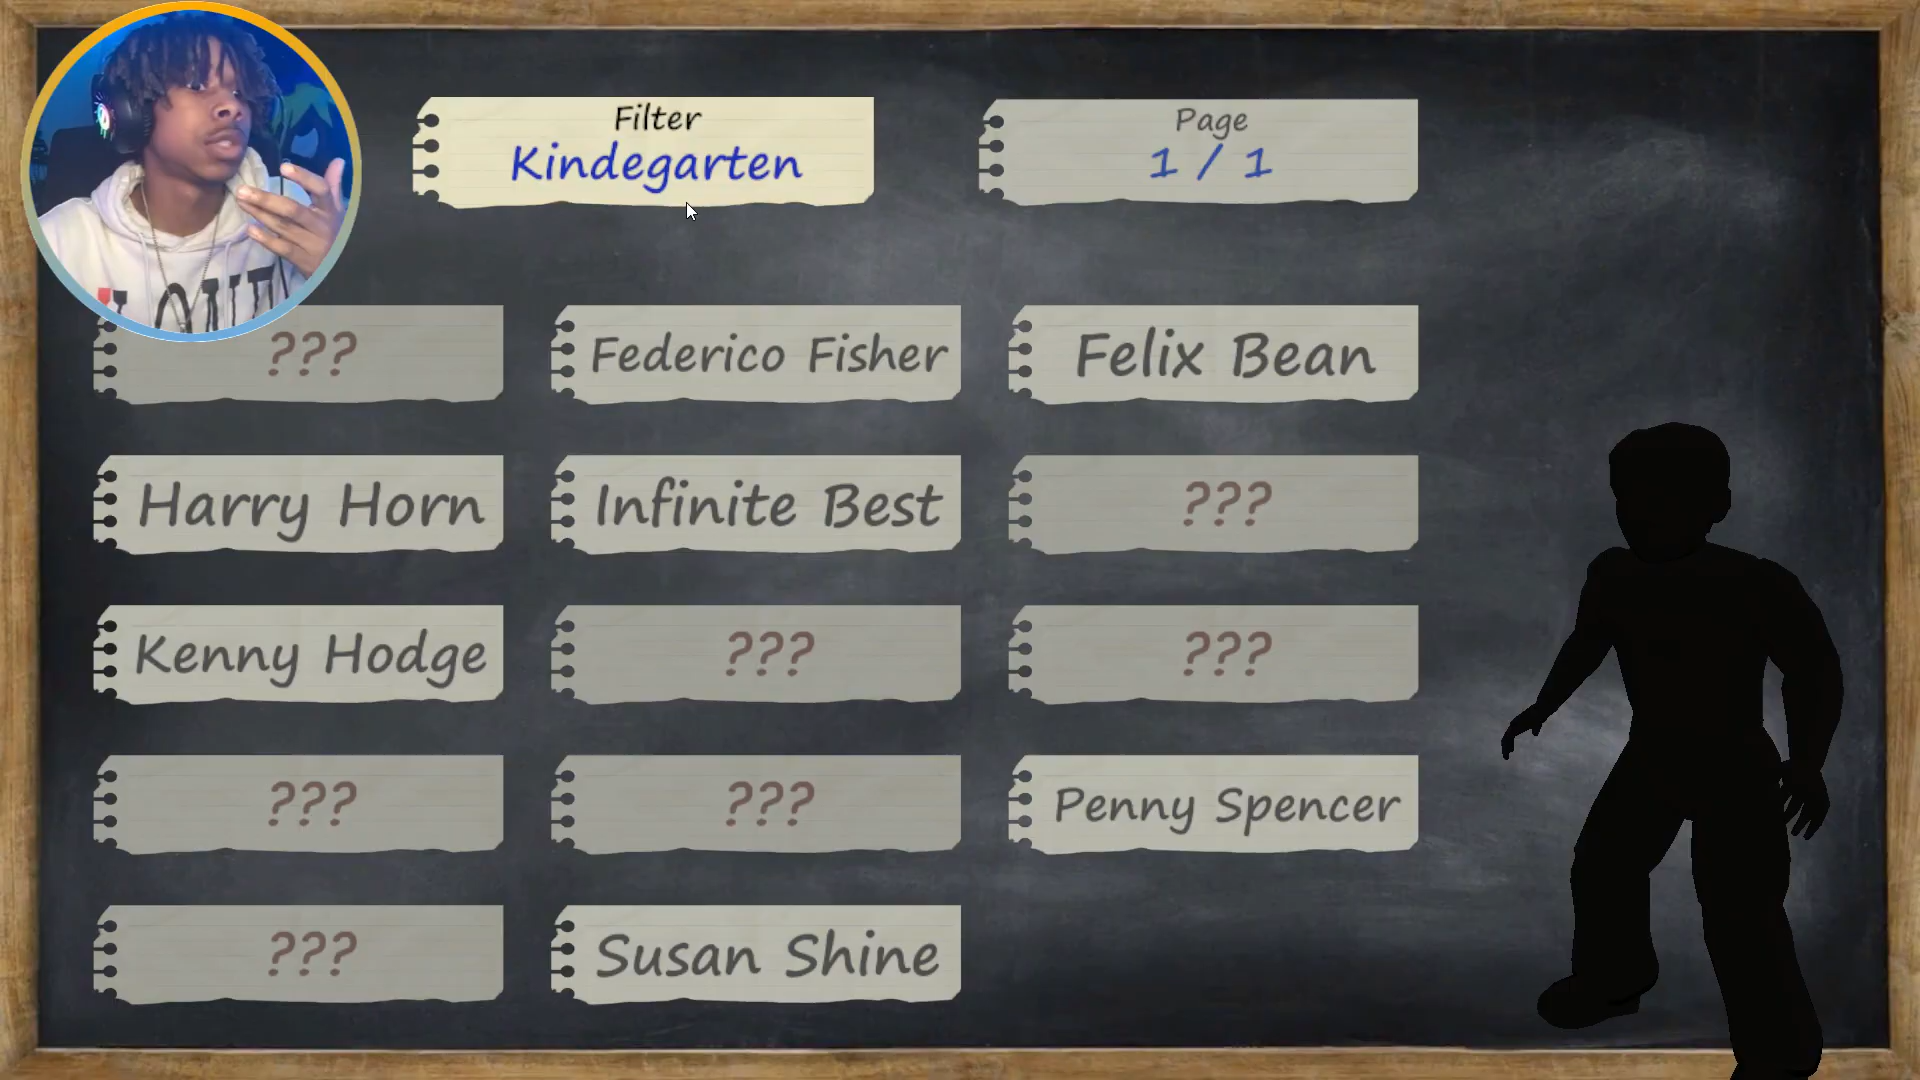 Filter
Kindegarten
Page
1 / 1
???
Federico Fisher
Felix Bean
Harry Horn
Infinite Best
???
Kenny Hodge
???
???
???
???
Penny Spencer
???
Susan Shine